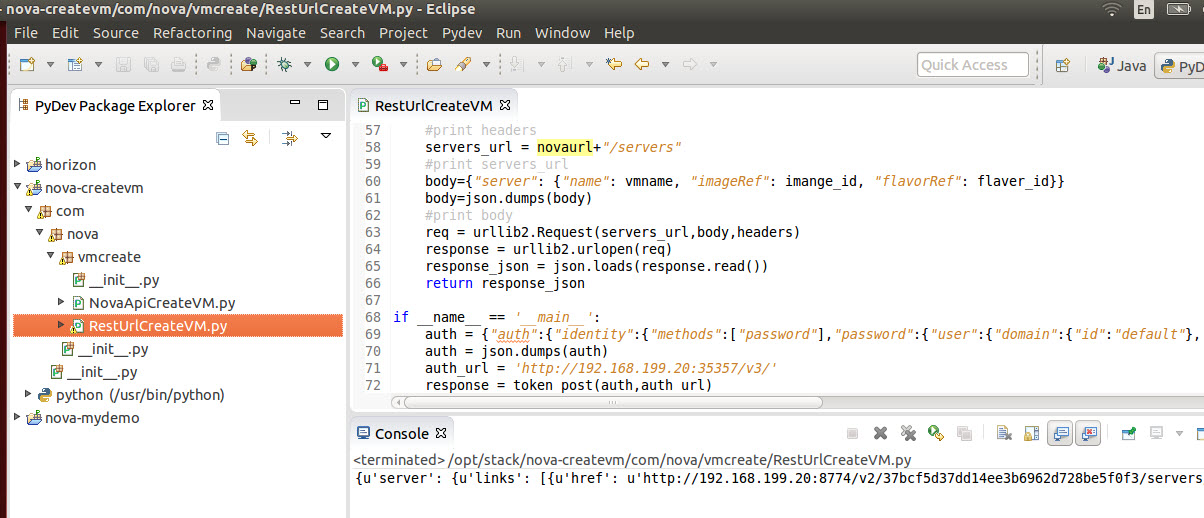 - nova-createvm/com/nova/vmcreate/RestUrlCreateVM.py - Eclipse
En
File Edit Source Refactoring Navigate Search Project Pydev Run Window Help
Quick Access
Java
PyD
PyDev Package Explorer
horizon
nova-createvm
com
nova
vmcreate
__init__.py
NovaApiCreateVM.py
RestUrlCreateVM.py
__init__.py
__init__.py
python (/usr/bin/python)
nova-mydemo
RestUrlCreateVM
57 #print headers
58 servers_url = novaurl+"/servers"
59 #print servers_url
60 body={"server": {"name": vmname, "imageRef": imange_id, "flavorRef": flaver_id}}
61 body=json.dumps(body)
62 #print body
63 req = urllib2.Request(servers_url,body,headers)
64 response = urllib2.urlopen(req)
65 response_json = json.loads(response.read())
66 return response_json
67
68 if __name__ == '__main__':
69 auth = {"auth":{"identity":{"methods":["password"],"password":{"user":{"domain":{"id":"default"},
70 auth = json.dumps(auth)
71 auth_url = 'http://192.168.199.20:35357/v3/'
72 response = token_post(auth,auth_url)
Console
<terminated> /opt/stack/nova-createvm/com/nova/vmcreate/RestUrlCreateVM.py
{u'server': {u'links': [{u'href': u'http://192.168.199.20:8774/v2/37bcf5d37dd14ee3b6962d728be5f0f3/servers